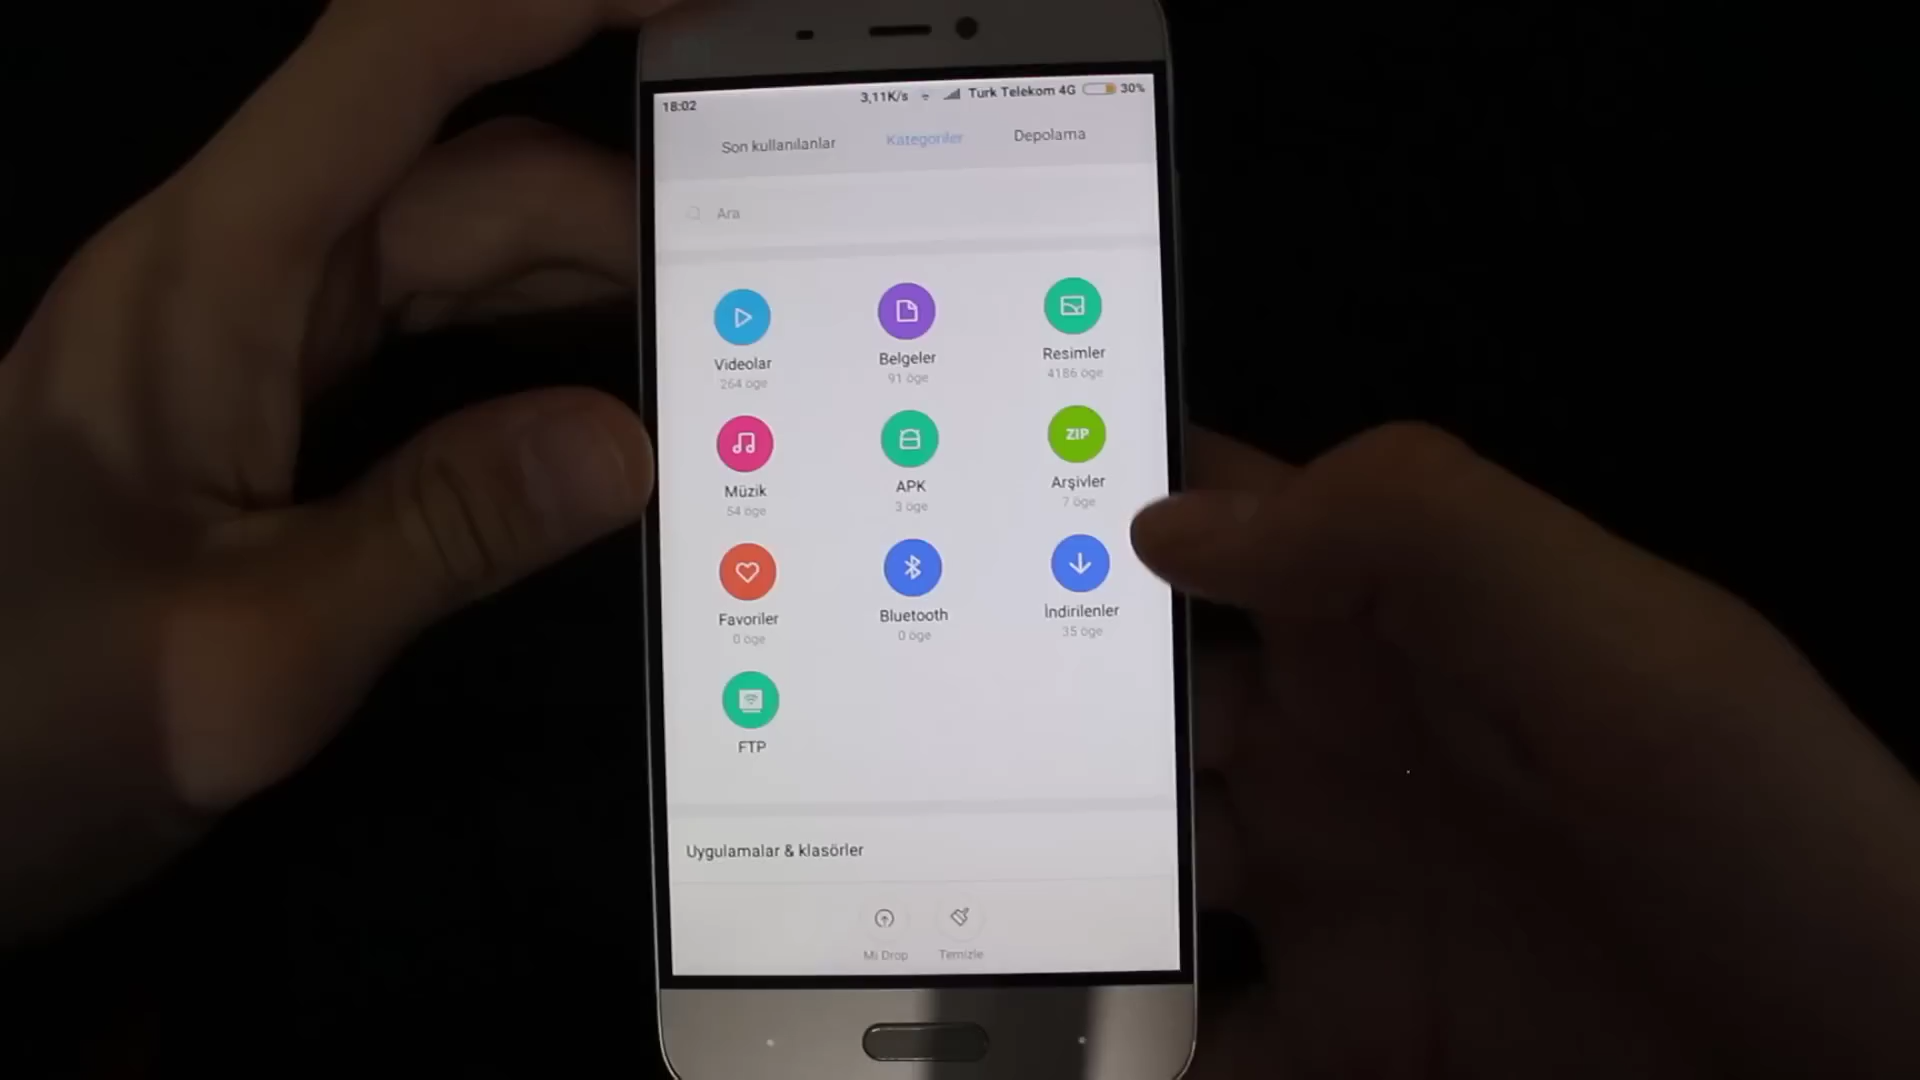 18:02 3,11K/s Turk Telekom 4G 30%
Son kullanılanlar Kategoriler Depolama
Ara
Videolar Belgeler Resimler
264 öge 91 öge 4186 öge
ZIP
Müzik APK Arşivler
54 öge 3 öge 7 öge
Favoriler Bluetooth İndirilenler
0 öge 0 öge 35 öge
FTP
Uygulamalar & klasörler
Mi Drop Temizle